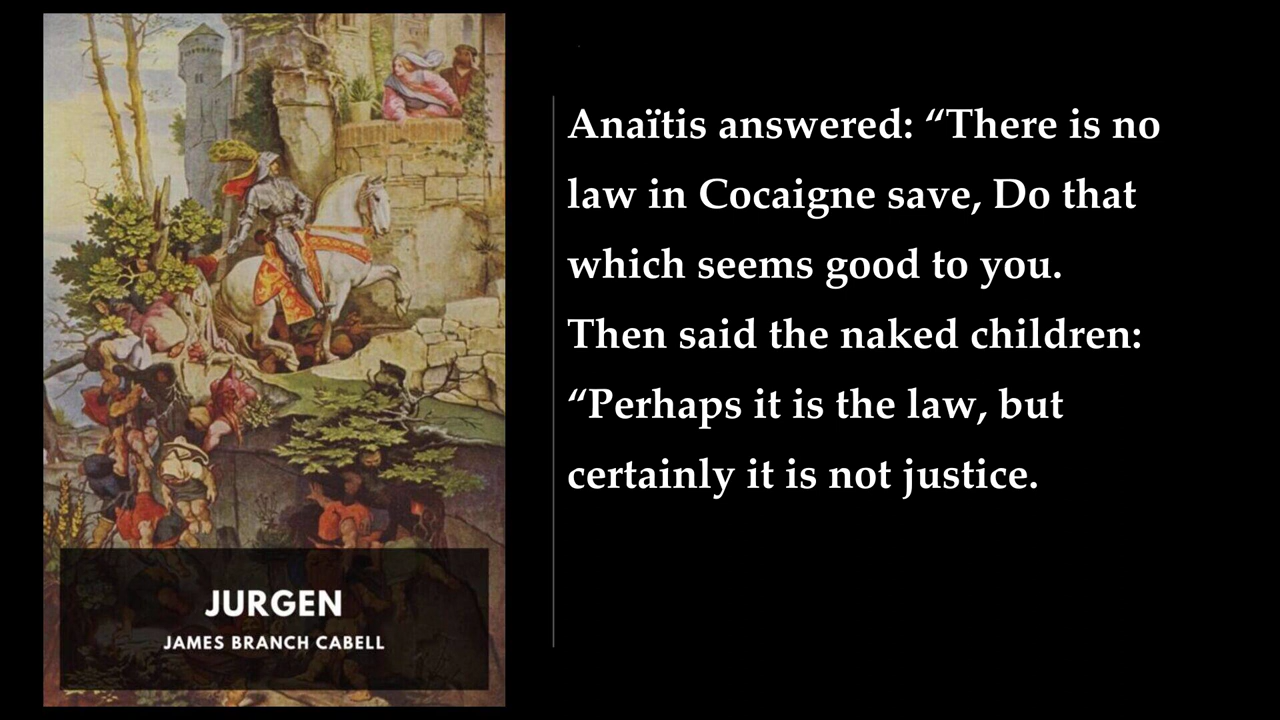 Anaïtis answered: “There is no
law in Cocaigne save, Do that
which seems good to you.
Then said the naked children:
“Perhaps it is the law, but
certainly it is not justice.
JURGEN
JAMES BRANCH CABELL